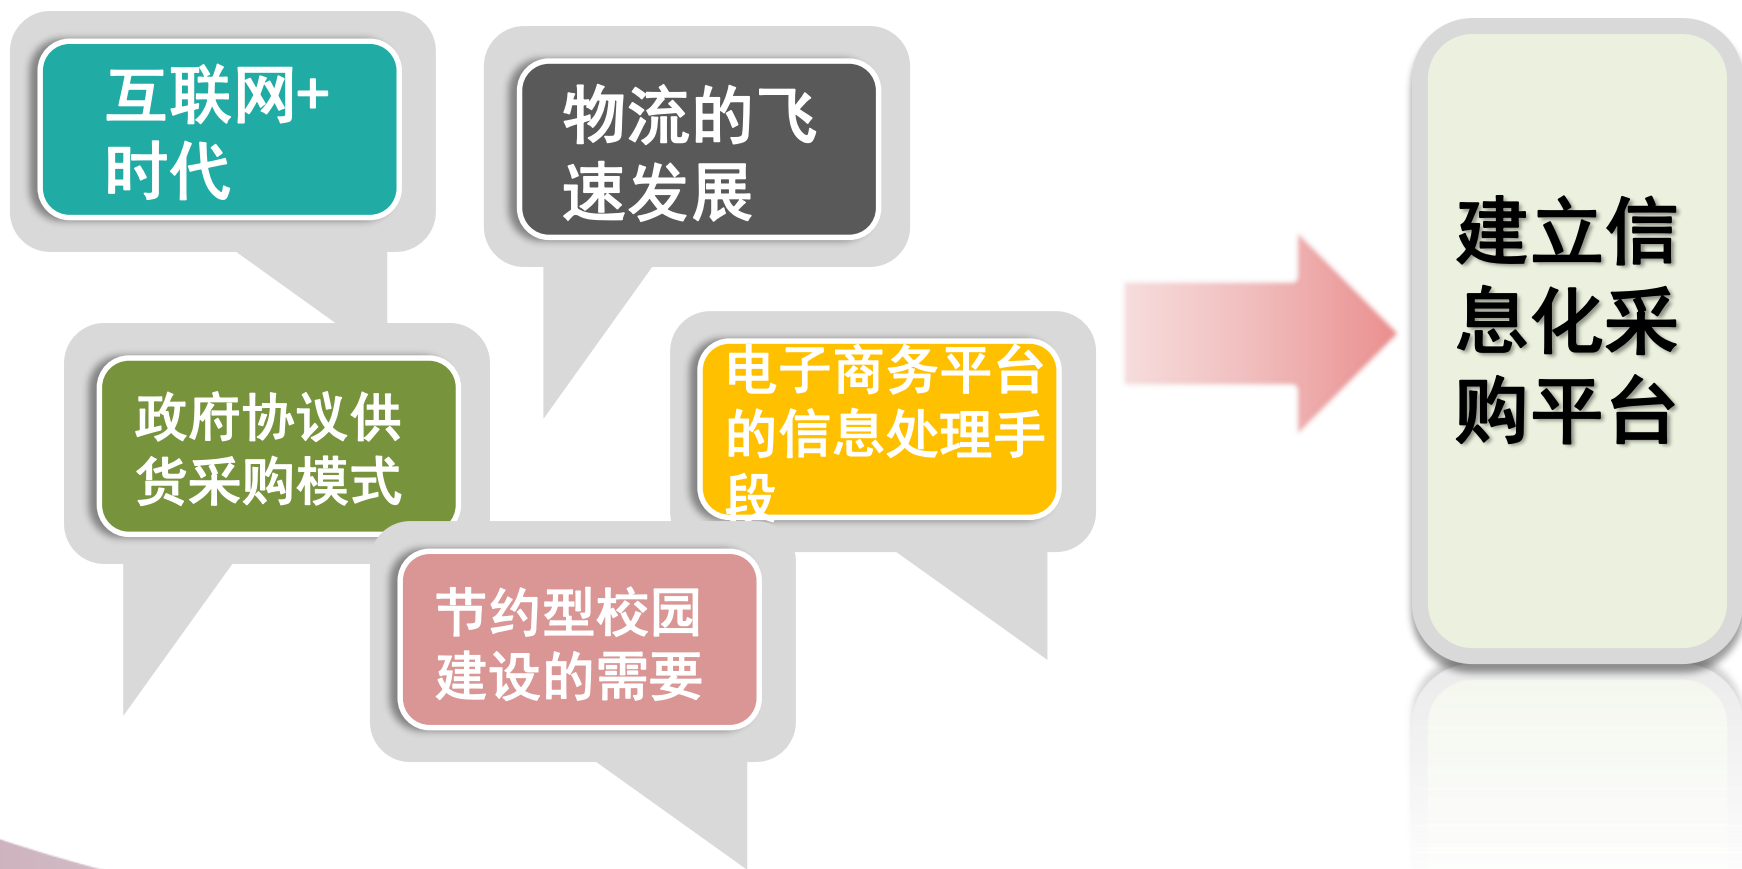 互联网+
时代
物流的飞
速发展
政府协议供
货采购模式
电子商务平台
的信息处理手
段
节约型校园
建设的需要
建立信
息化采
购平台